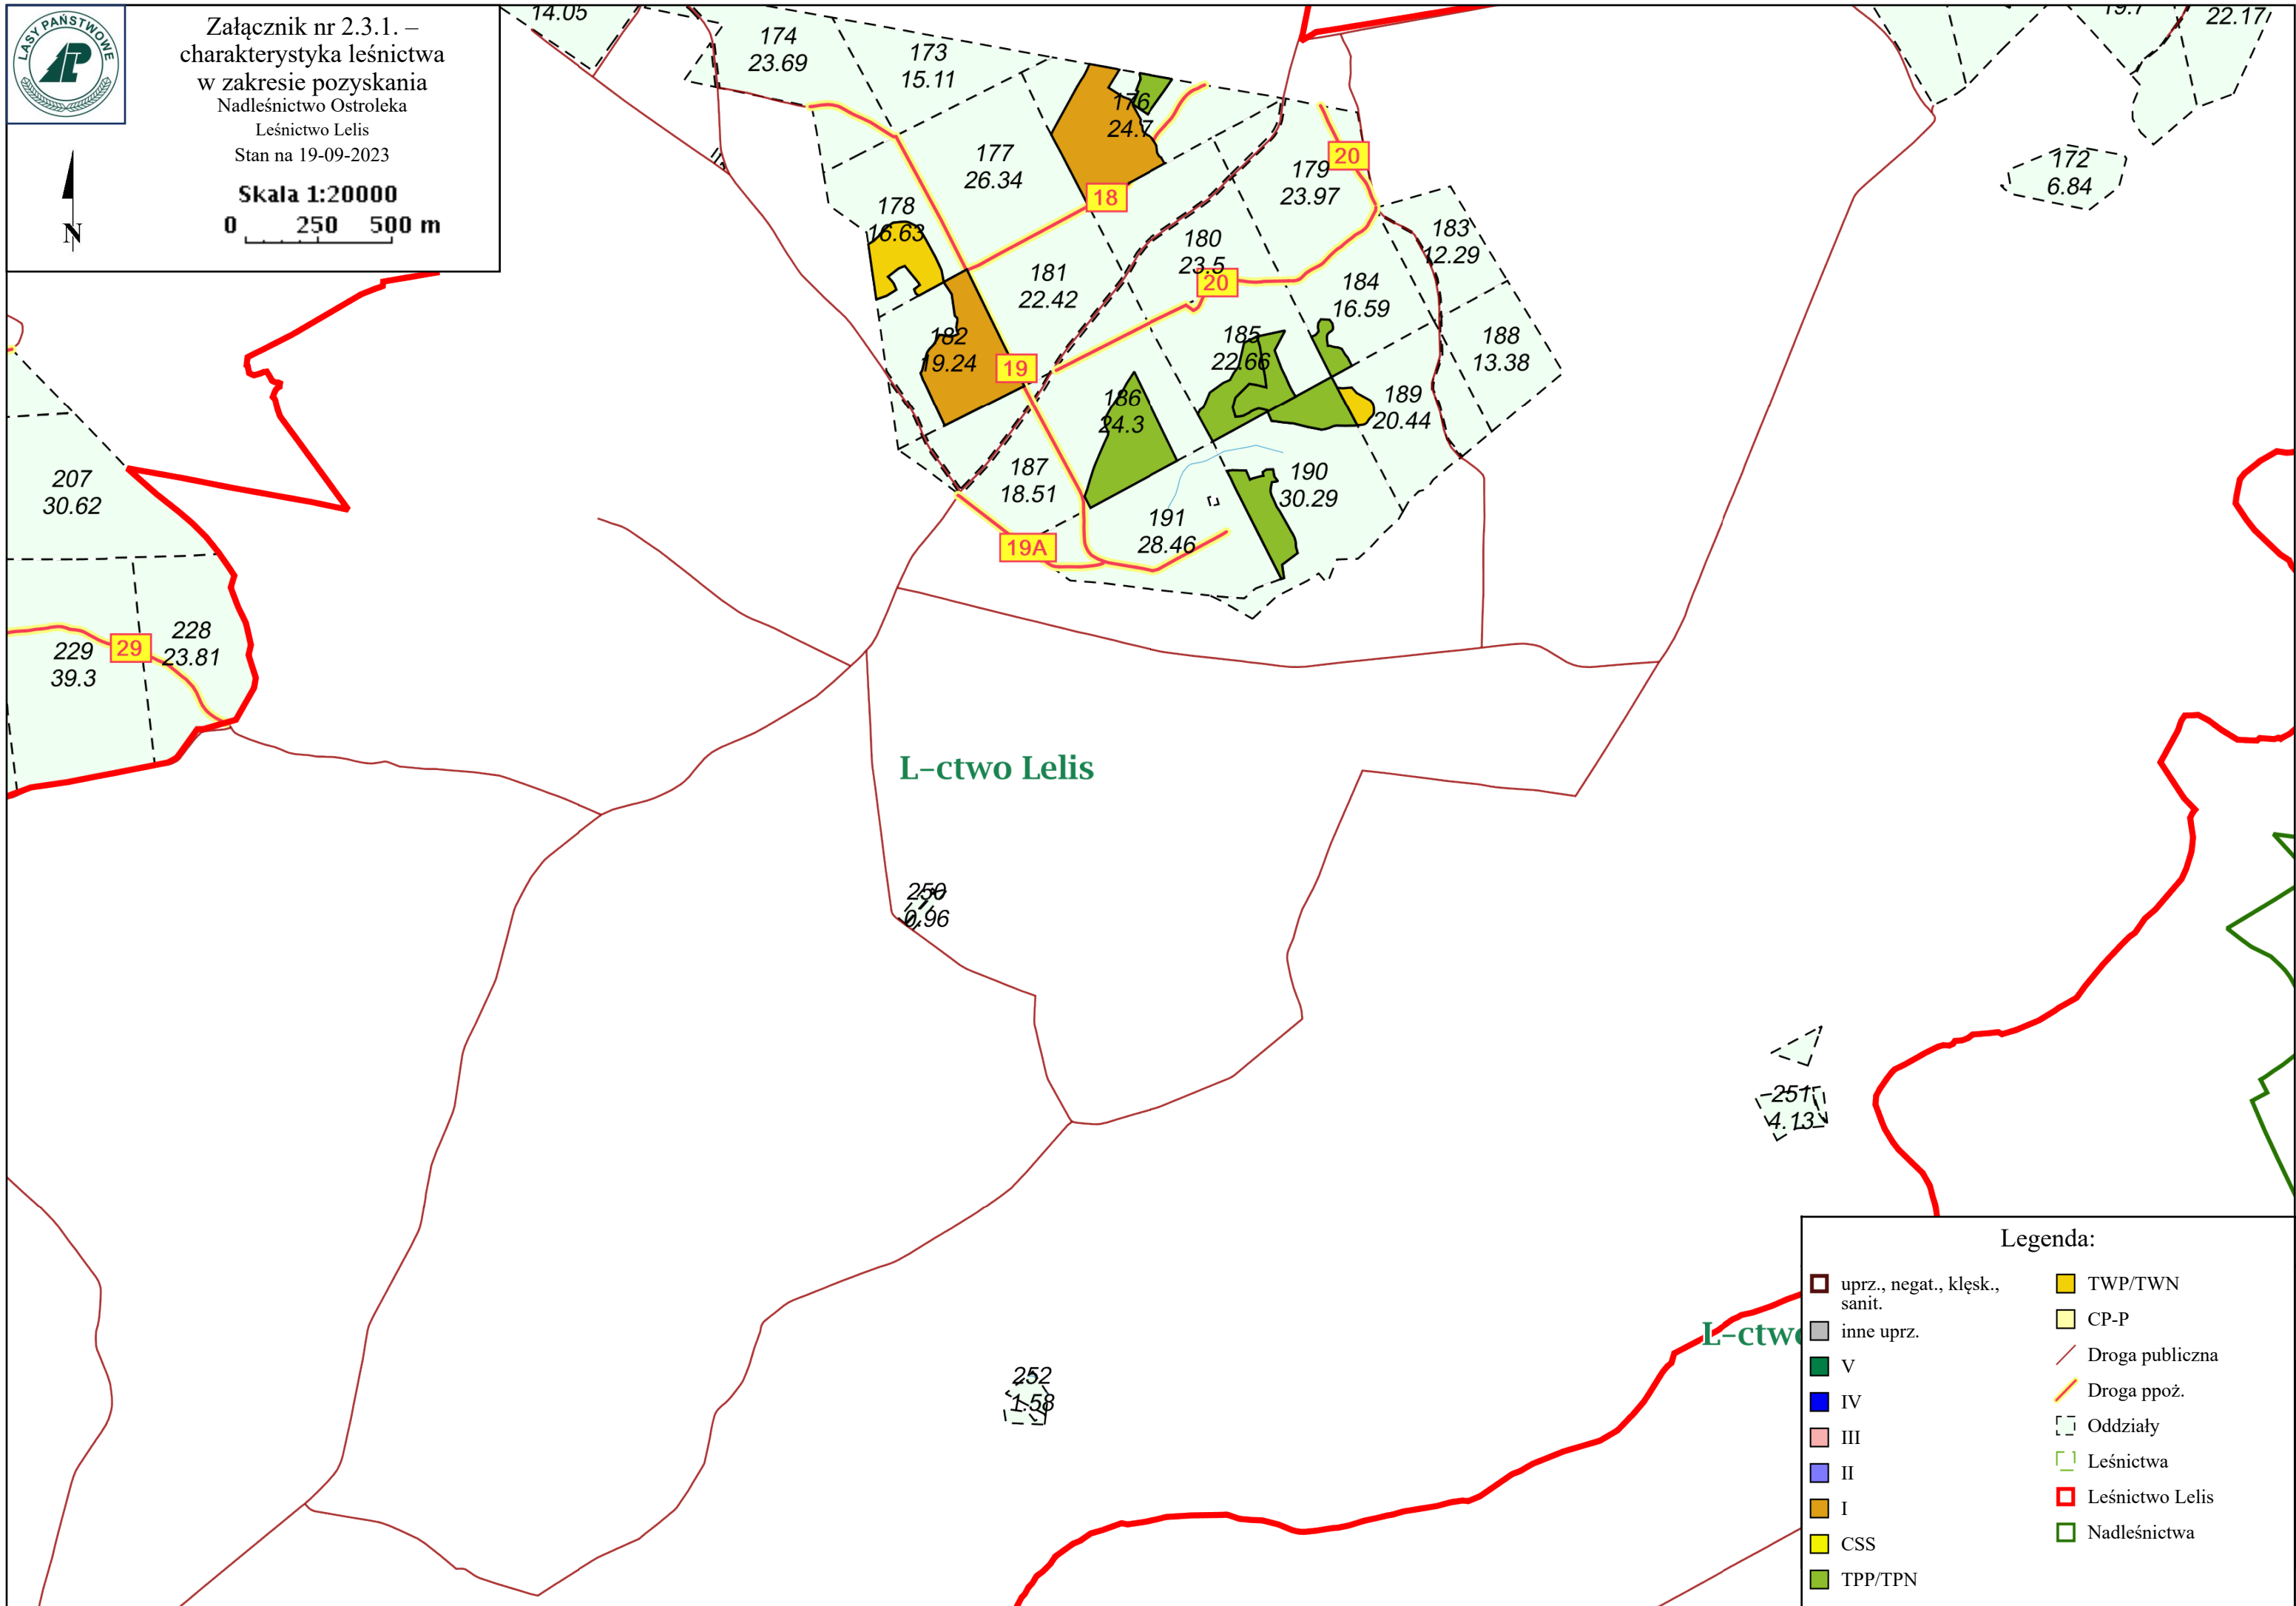 LASY PAŃSTWOWE
Załącznik nr 2.3.1. –
charakterystyka leśnictwa
w zakresie pozyskania
Nadleśnictwo Ostroleka
Leśnictwo Lelis
Stan na 19-09-2023
Skala 1:20000
0 250 500 m
N
14.05
174
23.69
173
15.11
176
24.7
22.17
172
6.84
177
26.34
179
23.97
20
18
178
16.63
183
12.29
180
23.5
20
181
22.42
184
16.59
182
19.24
19
185
22.66
188
13.38
186
24.3
189
20.44
187
18.51
190
30.29
191
28.46
19A
207
30.62
228
23.81
229
39.3
29
L-ctwo Lelis
250
0.96
251
4.13
252
1.58
L-ctwo
Legenda:
uprz., negat., klęsk.,
sanit.
inne uprz.
V
IV
III
II
I
CSS
TPP/TPN
TWP/TWN
CP-P
Droga publiczna
Droga ppoż.
Oddziały
Leśnictwa
Leśnictwo Lelis
Nadleśnictwa